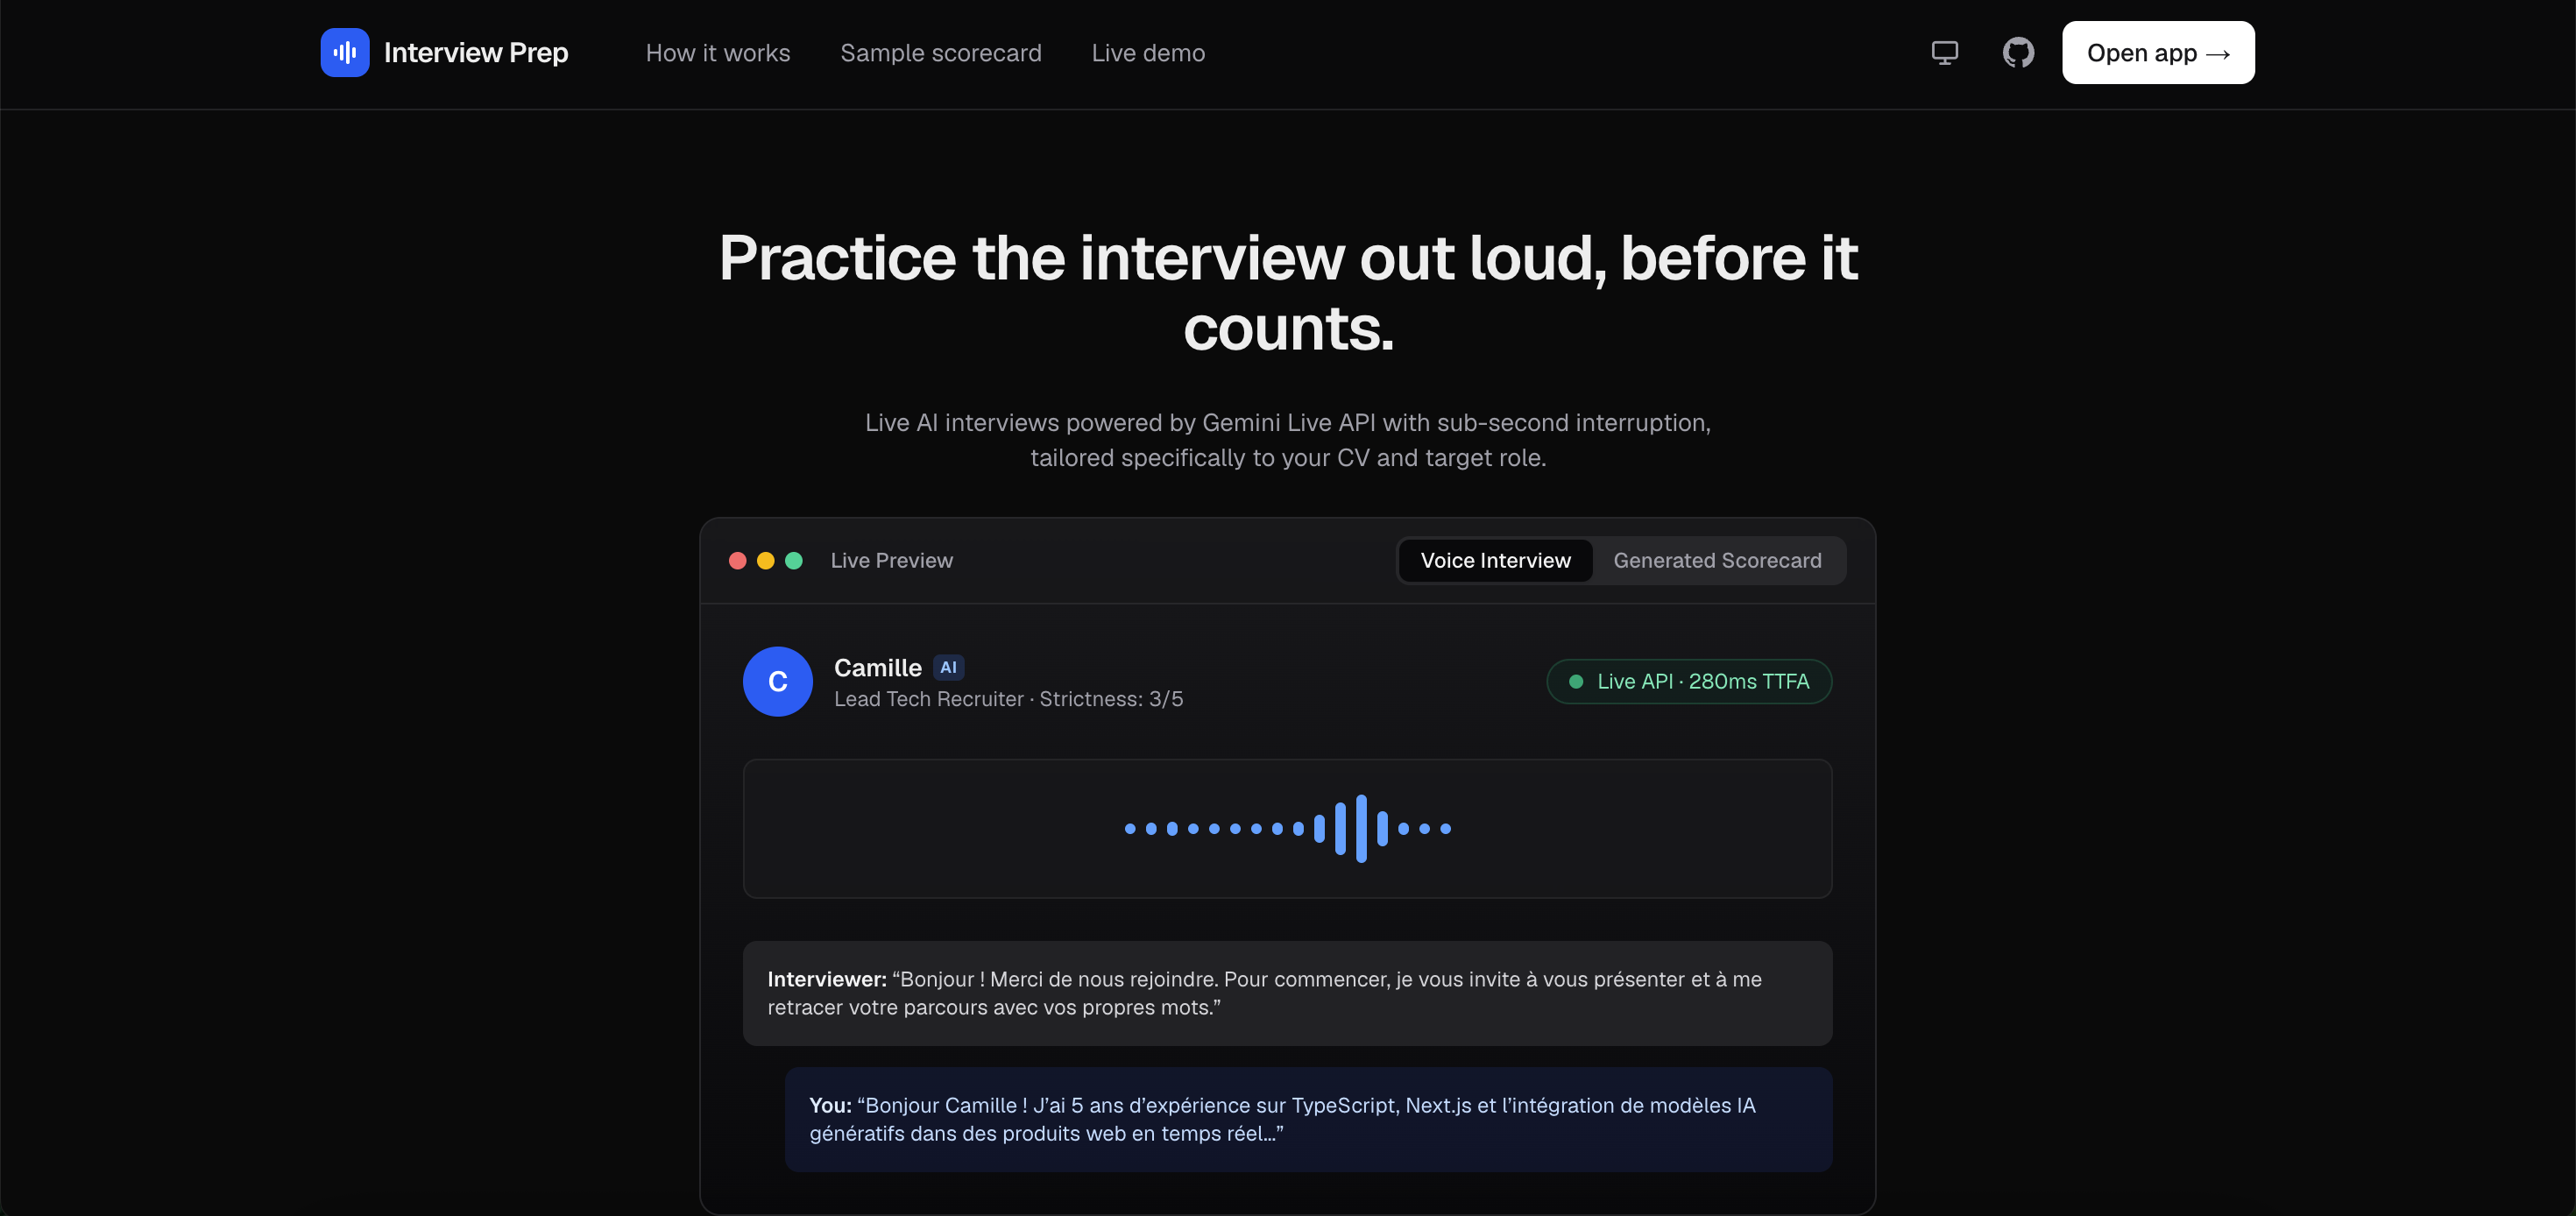 Interview Prep
How it works
Sample scorecard
Live demo
Open app →
Practice the interview out loud, before it
counts.
Live AI interviews powered by Gemini Live API with sub-second interruption,
tailored specifically to your CV and target role.
Live Preview
Voice Interview
Generated Scorecard
C
Camille AI
Lead Tech Recruiter · Strictness: 3/5
Live API · 280ms TTFA
Interviewer: “Bonjour ! Merci de nous rejoindre. Pour commencer, je vous invite à vous présenter et à me
retracer votre parcours avec vos propres mots.”
You: “Bonjour Camille ! J’ai 5 ans d’expérience sur TypeScript, Next.js et l’intégration de modèles IA
génératifs dans des produits web en temps réel...”